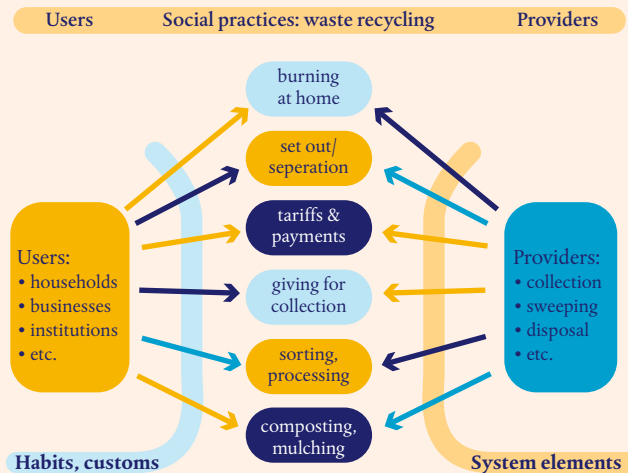 Users Social practices: waste recycling Providers
burning
at home
set out/
seperation
tariffs &
payments
giving for
collection
sorting,
processing
composting,
mulching
Users:
• households
• businesses
• institutions
• etc.
Providers:
• collection
• sweeping
• disposal
• etc.
Habits, customs
System elements